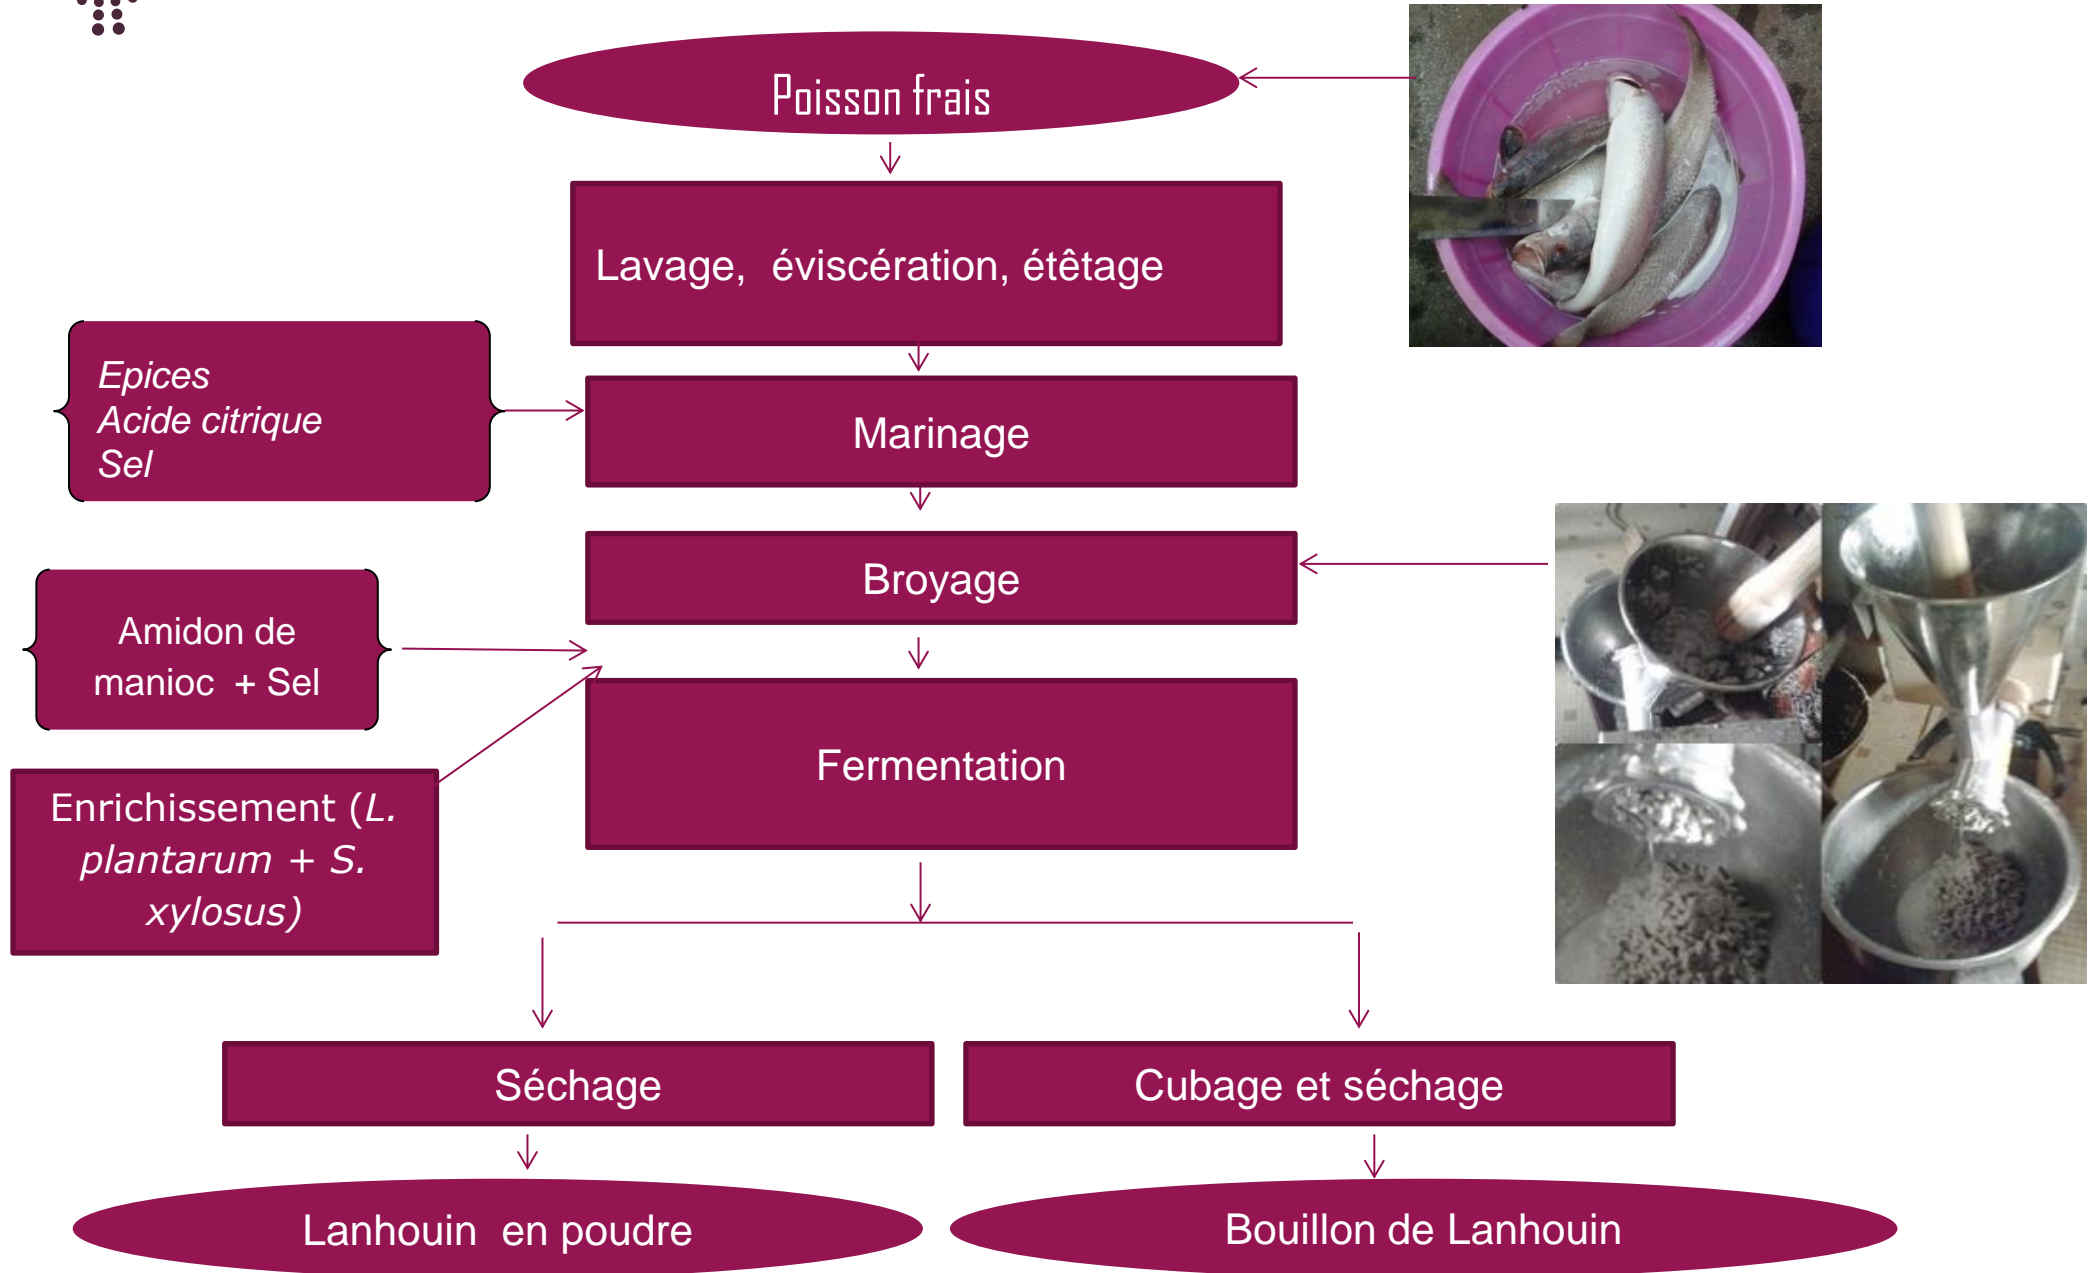 Poisson frais
Lavage,  éviscération, étêtage
Epices
Acide citrique
Sel
Marinage
Broyage
Amidon de
manioc  + Sel
Fermentation
Enrichissement (L.
plantarum + S.
xylosus)
Séchage
Cubage et séchage
Lanhouin  en poudre
Bouillon de Lanhouin